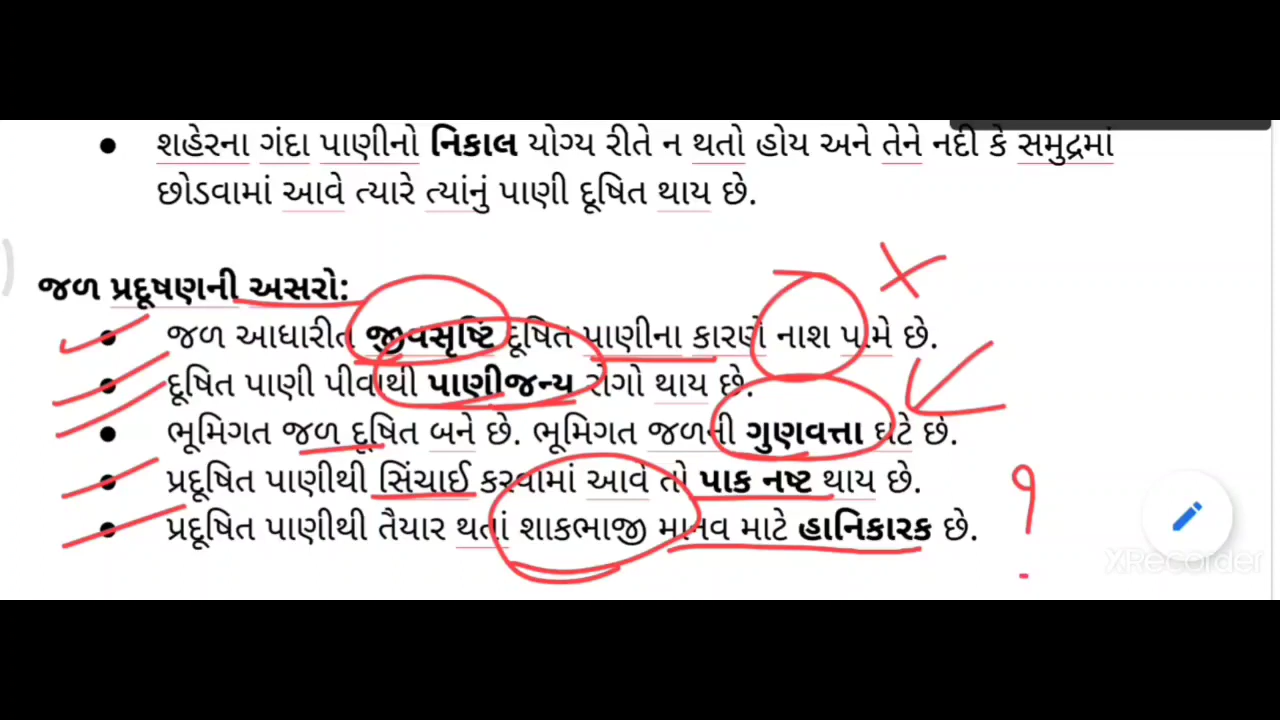 શહેરના ગંદા પાણીનો નિકાલ યોગ્ય રીતે ન થતો હોય અને તેને નદી કે સમુદ્રમાં
છોડવામાં આવે ત્યારે ત્યાંનું પાણી દૂષિત થાય છે.
જળ પ્રદૂષણની અસરો:
જળ આધારીત જીવસૃષ્ટિ દૂષિત પાણીના કારણે નાશ પામે છે.
દૂષિત પાણી પીવાથી પાણીજન્ય રોગો થાય છે.
ભૂમિગત જળ દૂષિત બને છે. ભૂમિગત જળની ગુણવત્તા ઘટે છે.
પ્રદૂષિત પાણીથી સિંચાઈ કરવામાં આવે તો પાક નષ્ટ થાય છે.
પ્રદૂષિત પાણીથી તૈયાર થતાં શાકભાજી માનવ માટે હાનિકારક છે.
XRecorder